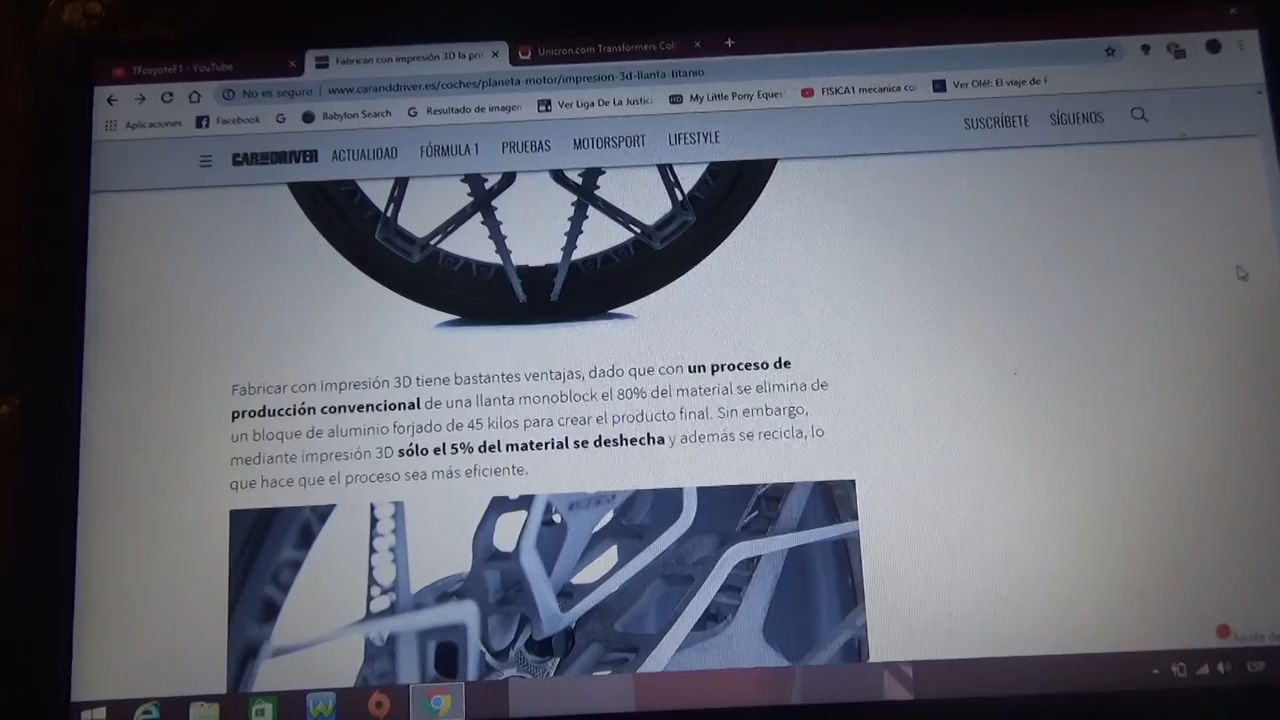 TFcoyoteF1 - YouTube
Fabrican con impresión 3D la pri
Unicron.com Transformers Col
No es seguro | www.caranddriver.es/coches/planeta-motor/impresion-3d-llanta-titanio
Aplicaciones
Facebook
Babylon Search
Resultado de imagen
Ver Liga De La Justici
My Little Pony Eques
FISICA1 mecanica co
Ver Olé!: El viaje de F
CAR AND DRIVER
ACTUALIDAD
FÓRMULA 1
PRUEBAS
MOTORSPORT
LIFESTYLE
SUSCRÍBETE
SÍGUENOS
Fabricar con impresión 3D tiene bastantes ventajas, dado que con un proceso de
producción convencional de una llanta monoblock el 80% del material se elimina de
un bloque de aluminio forjado de 45 kilos para crear el producto final. Sin embargo,
mediante impresión 3D sólo el 5% del material se deshecha y además se recicla, lo
que hace que el proceso sea más eficiente.
ESP